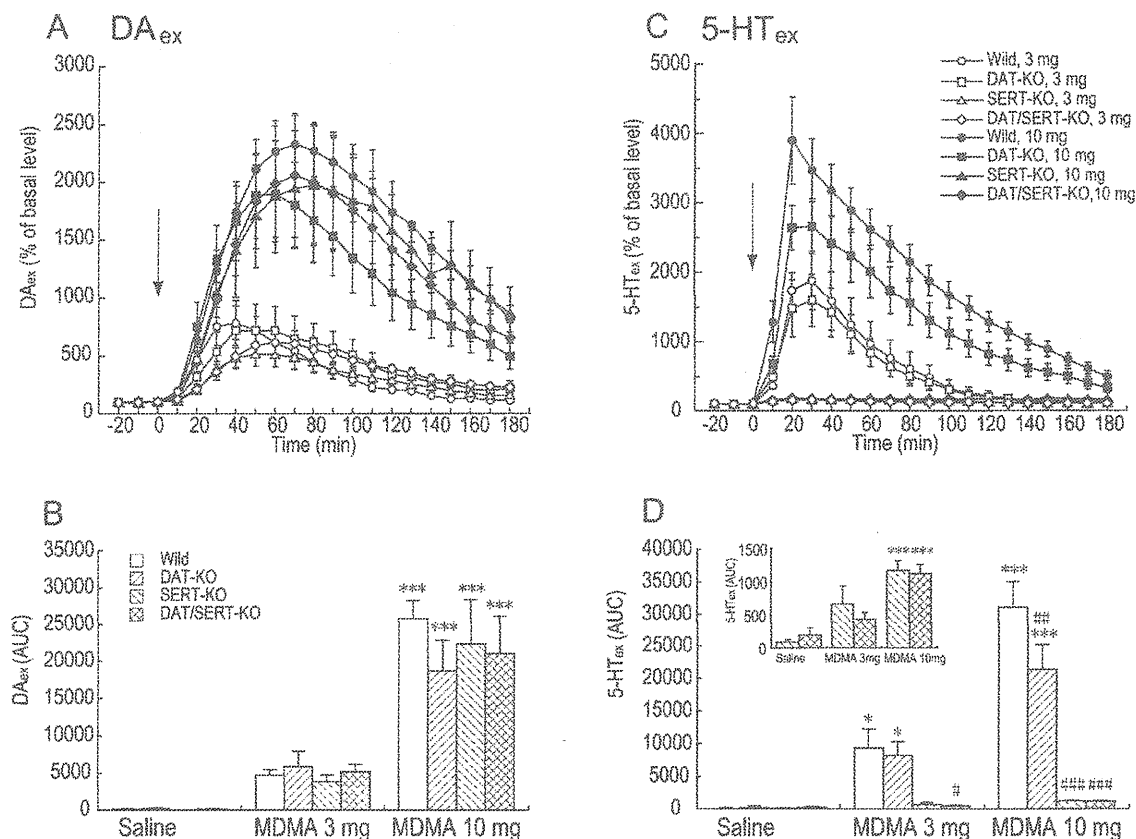 A DAex
3000
2500
2000
1500
1000
500
0
DAex (% of basal level)
-20 0 20 40 60 80 100 120 140 160 180
Time (min)
C 5-HTex
5000
4000
3000
2000
1000
0
5-HTex (% of basal level)
-20 0 20 40 60 80 100 120 140 160 180
Time (min)
Wild, 3 mg
DAT-KO, 3 mg
SERT-KO, 3 mg
DAT/SERT-KO, 3 mg
Wild, 10 mg
DAT-KO, 10 mg
SERT-KO, 10 mg
DAT/SERT-KO,10 mg
B
35000
30000
25000
20000
15000
10000
5000
0
DAex (AUC)
Wild
DAT-KO
SERT-KO
DAT/SERT-KO
*** *** *** ***
Saline MDMA 3 mg MDMA 10 mg
D
40000
35000
30000
25000
20000
15000
10000
5000
0
5-HTex (AUC)
1500
1000
500
0
5-HTex (AUC)
*** ***
Saline MDMA 3mg MDMA 10mg
* * #
***
##
***
### ###
Saline MDMA 3 mg MDMA 10 mg